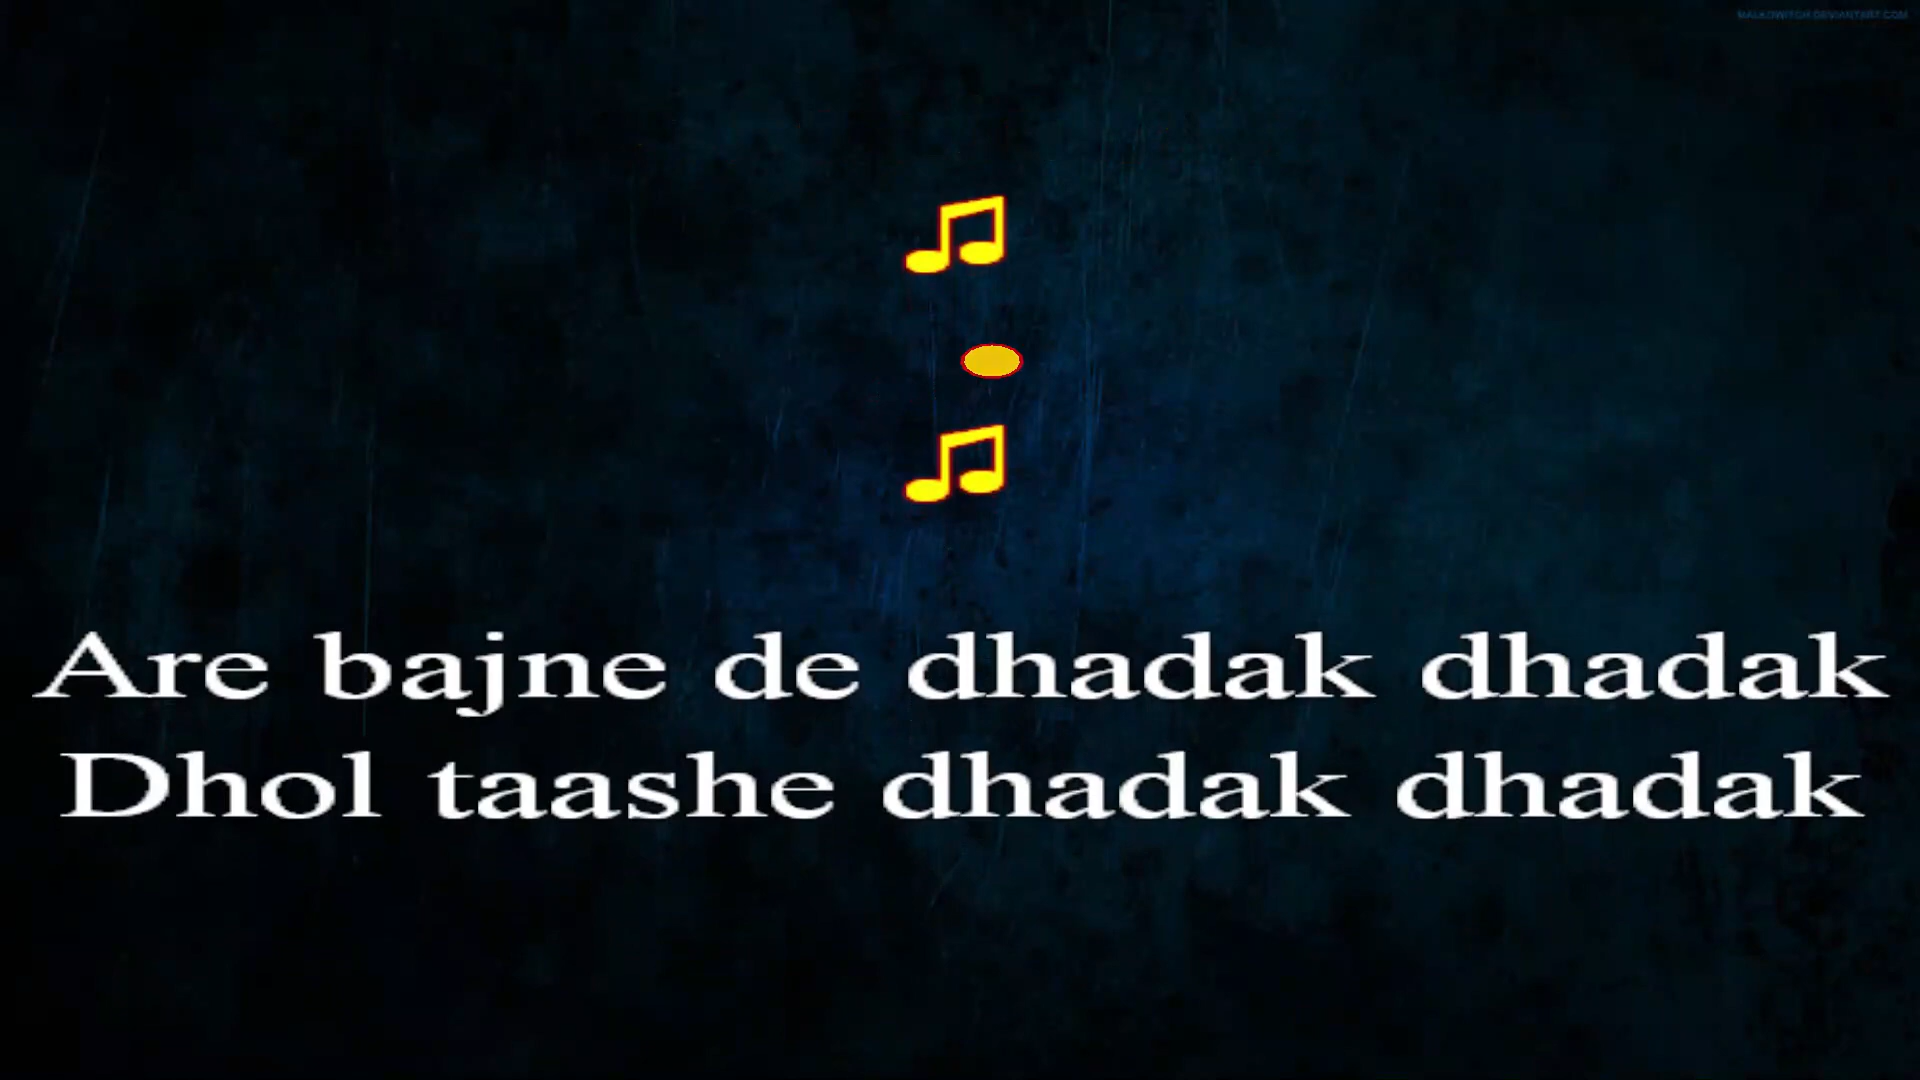 ♫
♫
Are bajne de dhadak dhadak
Dhol taashe dhadak dhadak